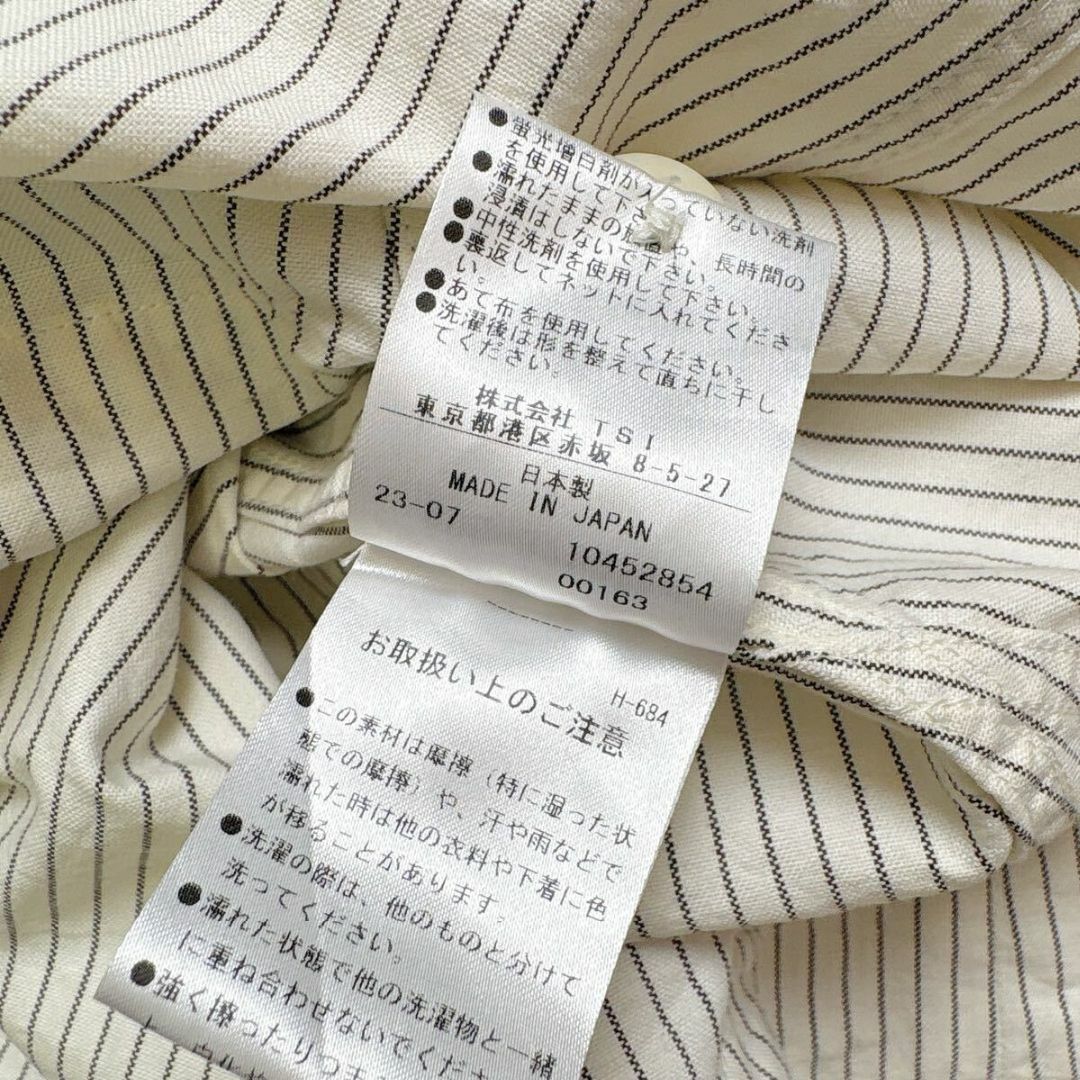 ●蛍光増白剤が入っていない洗剤
を使用して下さい。
●濡れたままの放置や、長時間の
浸漬はしないで下さい。
●中性洗剤を使用して下さい。
●裏返してネットに入れてくださ
い。
●あて布を使用してください。
●洗濯後は形を整えて直ちに干し
てください。
株式会社 TSI
東京都港区赤坂 8-5-27
日本製
MADE IN JAPAN
23-07
10452854
00163
H-684
お取扱い上のご注意
●この素材は摩擦（特に湿った状
態での摩擦）や、汗や雨などで
濡れた時は他の衣料や下着に色
が移ることがあります。
●洗濯の際は、他のものと分けて
洗ってください。
●濡れた状態で他の洗濯物と一緒
に重ね合わせないでくださ
●強く擦ったりつま